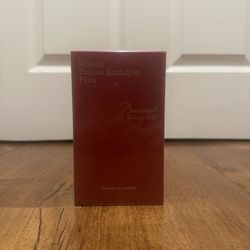 Maison
Francis Kurkdjian
Paris
Baccarat
Rouge 540
Extrait de parfum